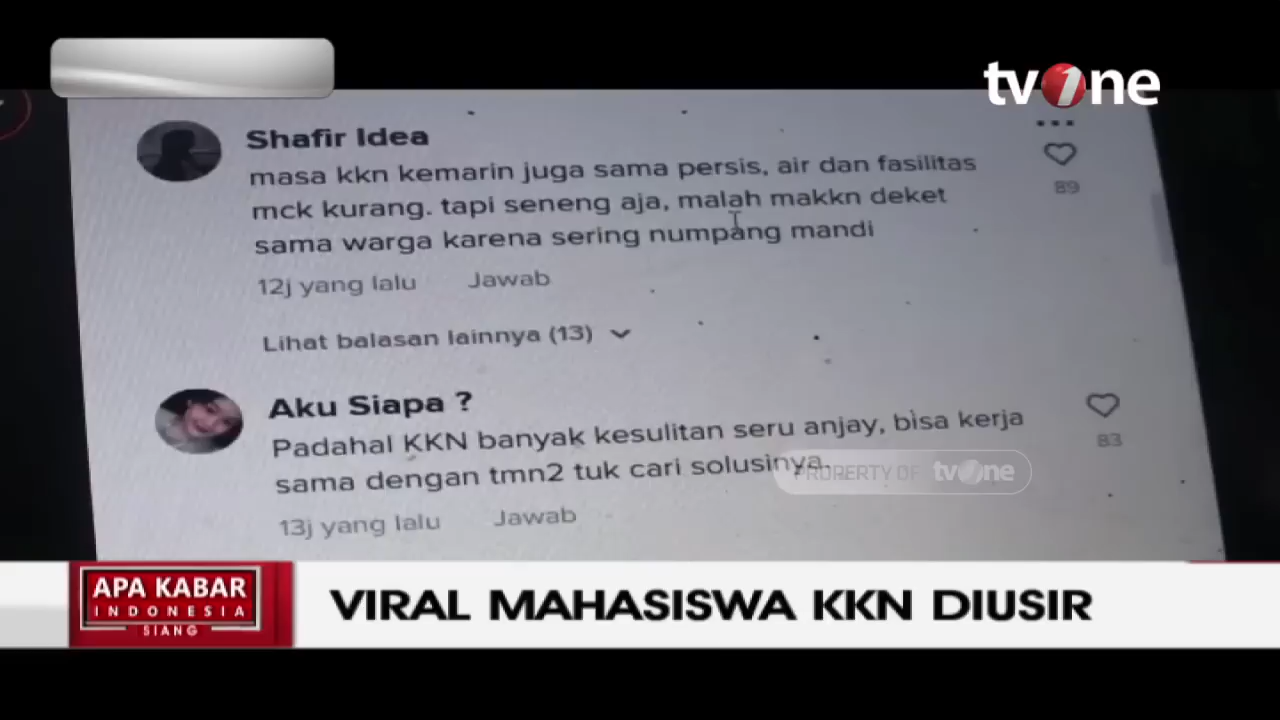 tvOne
Shafir Idea
masa kkn kemarin juga sama persis, air dan fasilitas
mck kurang. tapi seneng aja, malah makkn deket
sama warga karena sering numpang mandi
89
12j yang lalu Jawab
Lihat balasan lainnya (13)
Aku Siapa ?
Padahal KKN banyak kesulitan seru anjay, bisa kerja
sama dengan tmn2 tuk cari solusinya
83
PROPERTY OF tvOne
13j yang lalu Jawab
APA KABAR
INDONESIA
SIANG
VIRAL MAHASISWA KKN DIUSIR